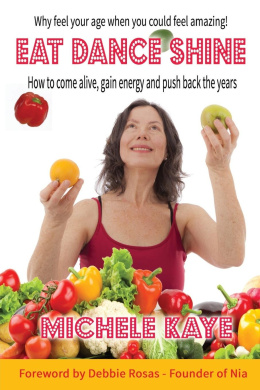 Why feel your age when you could feel amazing!
EAT DANCE SHINE
How to come alive, gain energy and push back the years
MICHELE KAYE
Foreword by Debbie Rosas - Founder of Nia